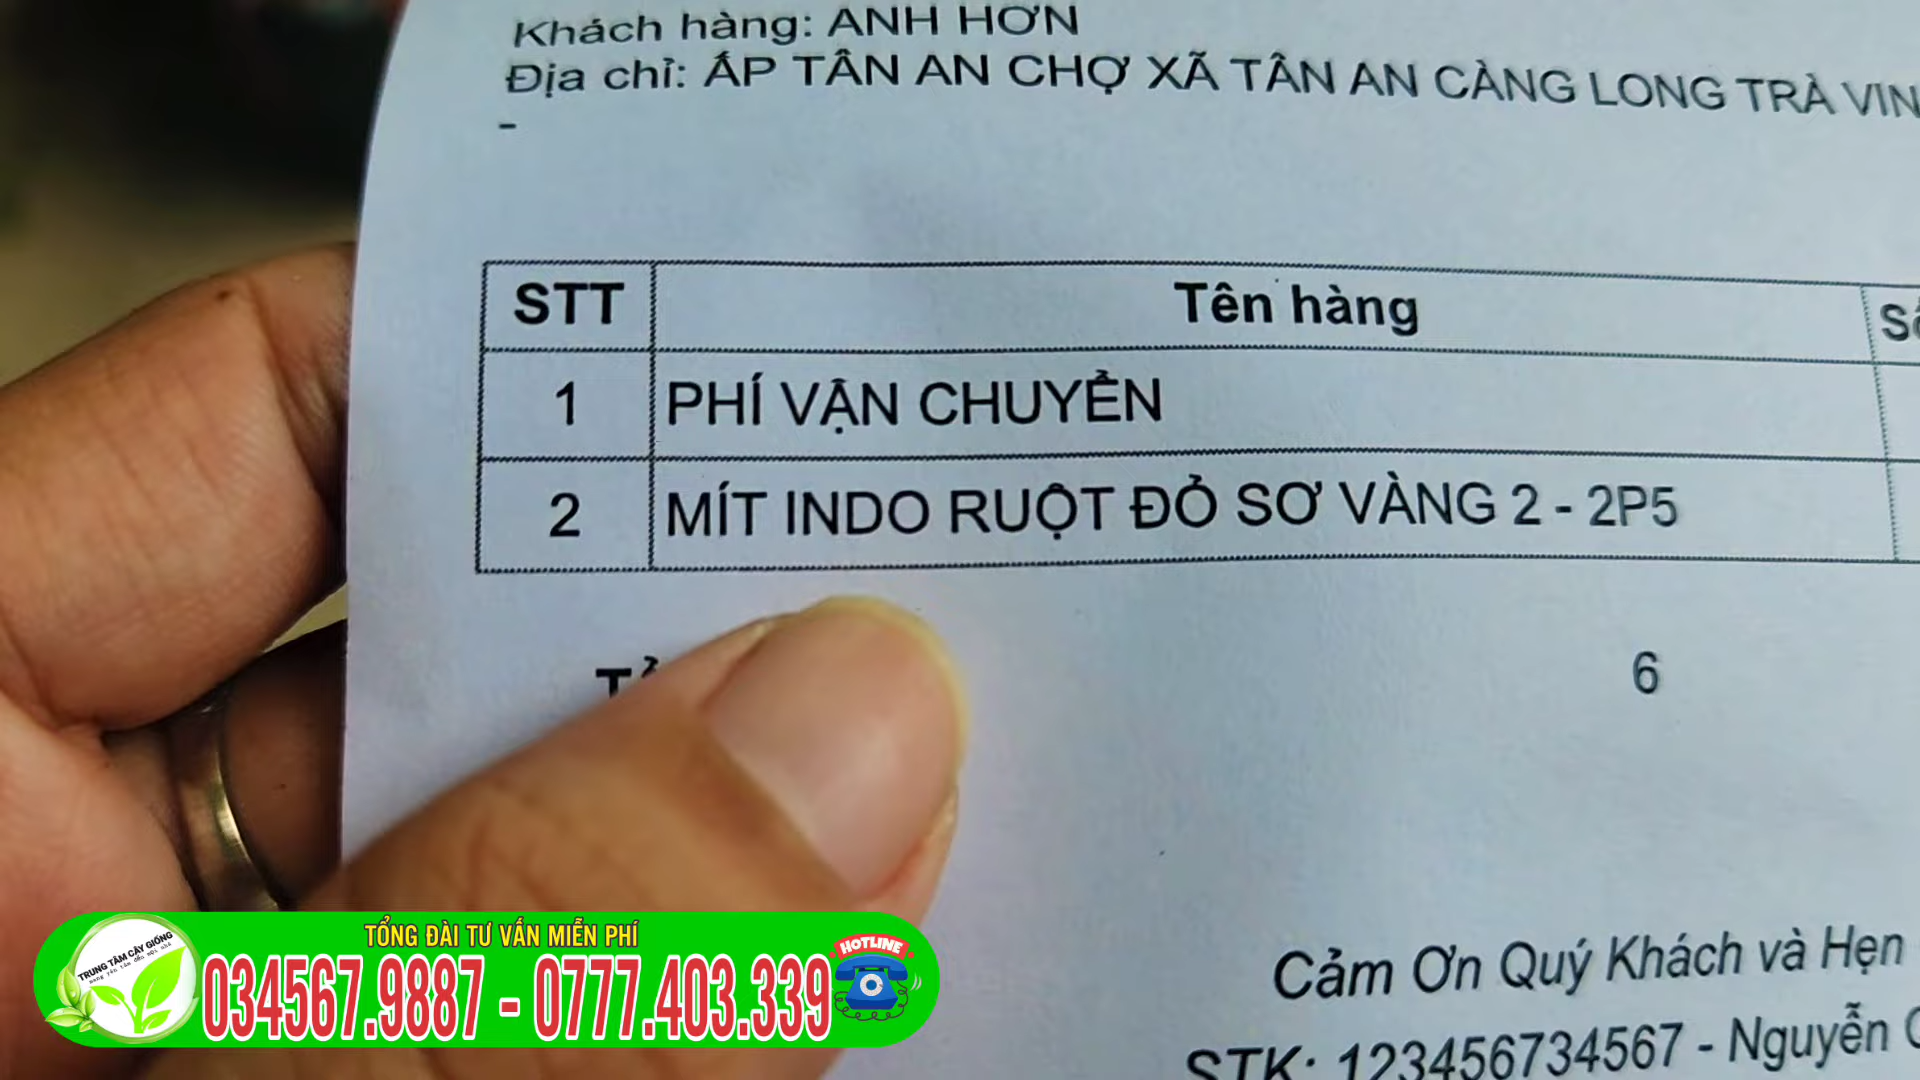 Khách hàng: ANH HƠN
Địa chỉ: ẤP TÂN AN CHỢ XÃ TÂN AN CÀNG LONG TRÀ VIN
-
STT Tên hàng
1 PHÍ VẬN CHUYỂN
2 MÍT INDO RUỘT ĐỎ SƠ VÀNG 2 - 2P5
6
Cảm Ơn Quý Khách và Hẹn
STK: 123456734567 - Nguyễn
TỔNG ĐÀI TƯ VẤN MIỄN PHÍ
034567.9887 - 0777.403.339
HOTLINE
TRUNG TÂM CÂY GIỐNG